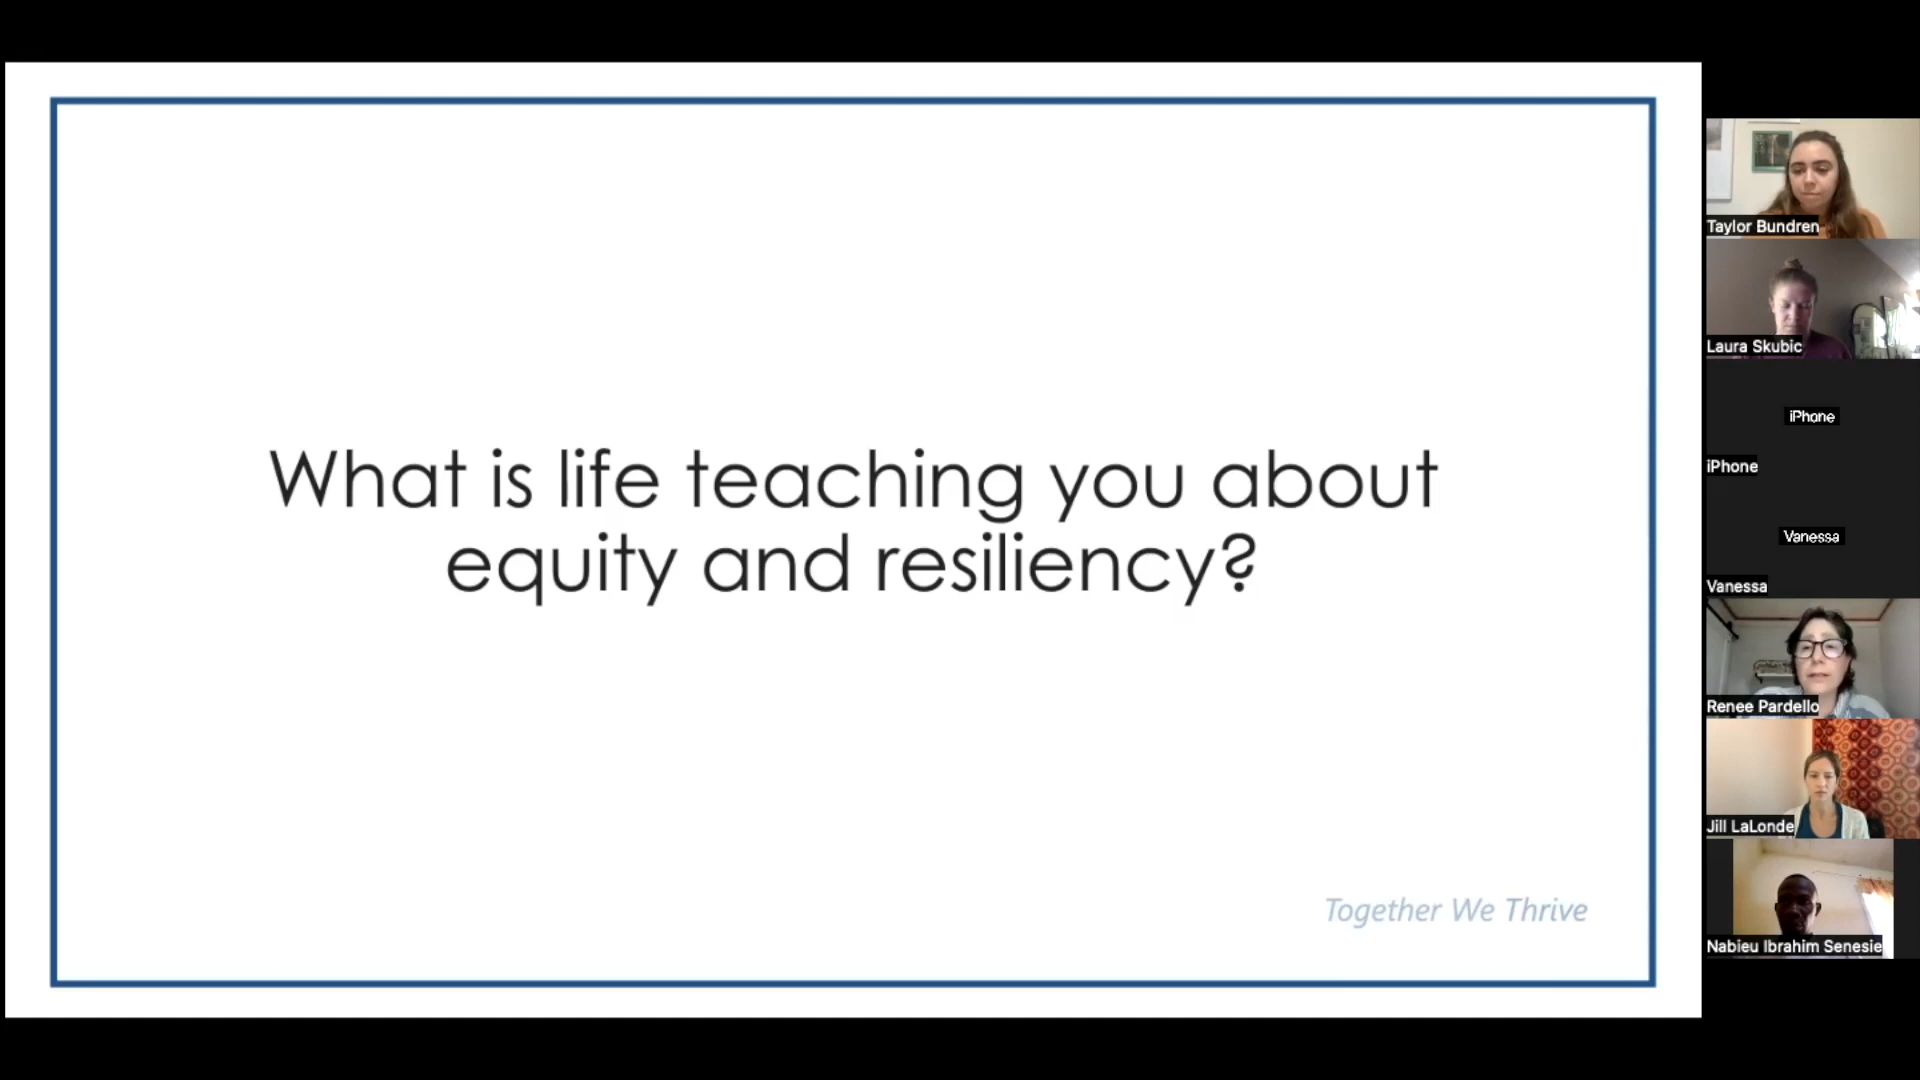 What is life teaching you about
equity and resiliency?
Together We Thrive
Taylor Bundren
Laura Skubic
iPhone
iPhone
Vanessa
Vanessa
Renee Pardello
Jill LaLonde
Nabieu Ibrahim Senesie